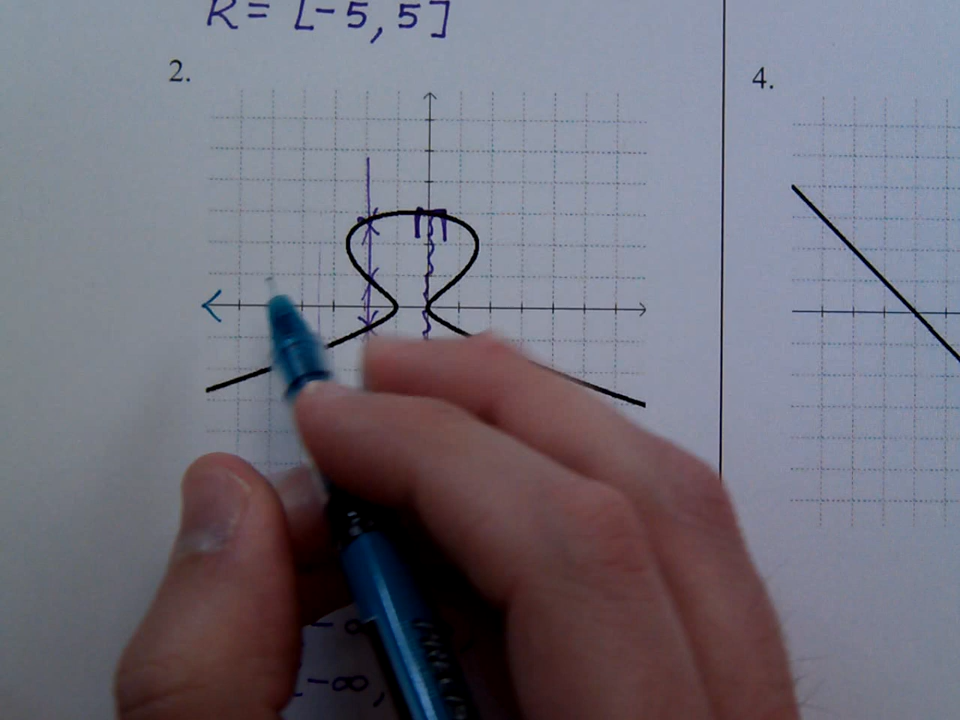 R = [-5, 5]
2.
4.
-∞
[-∞,